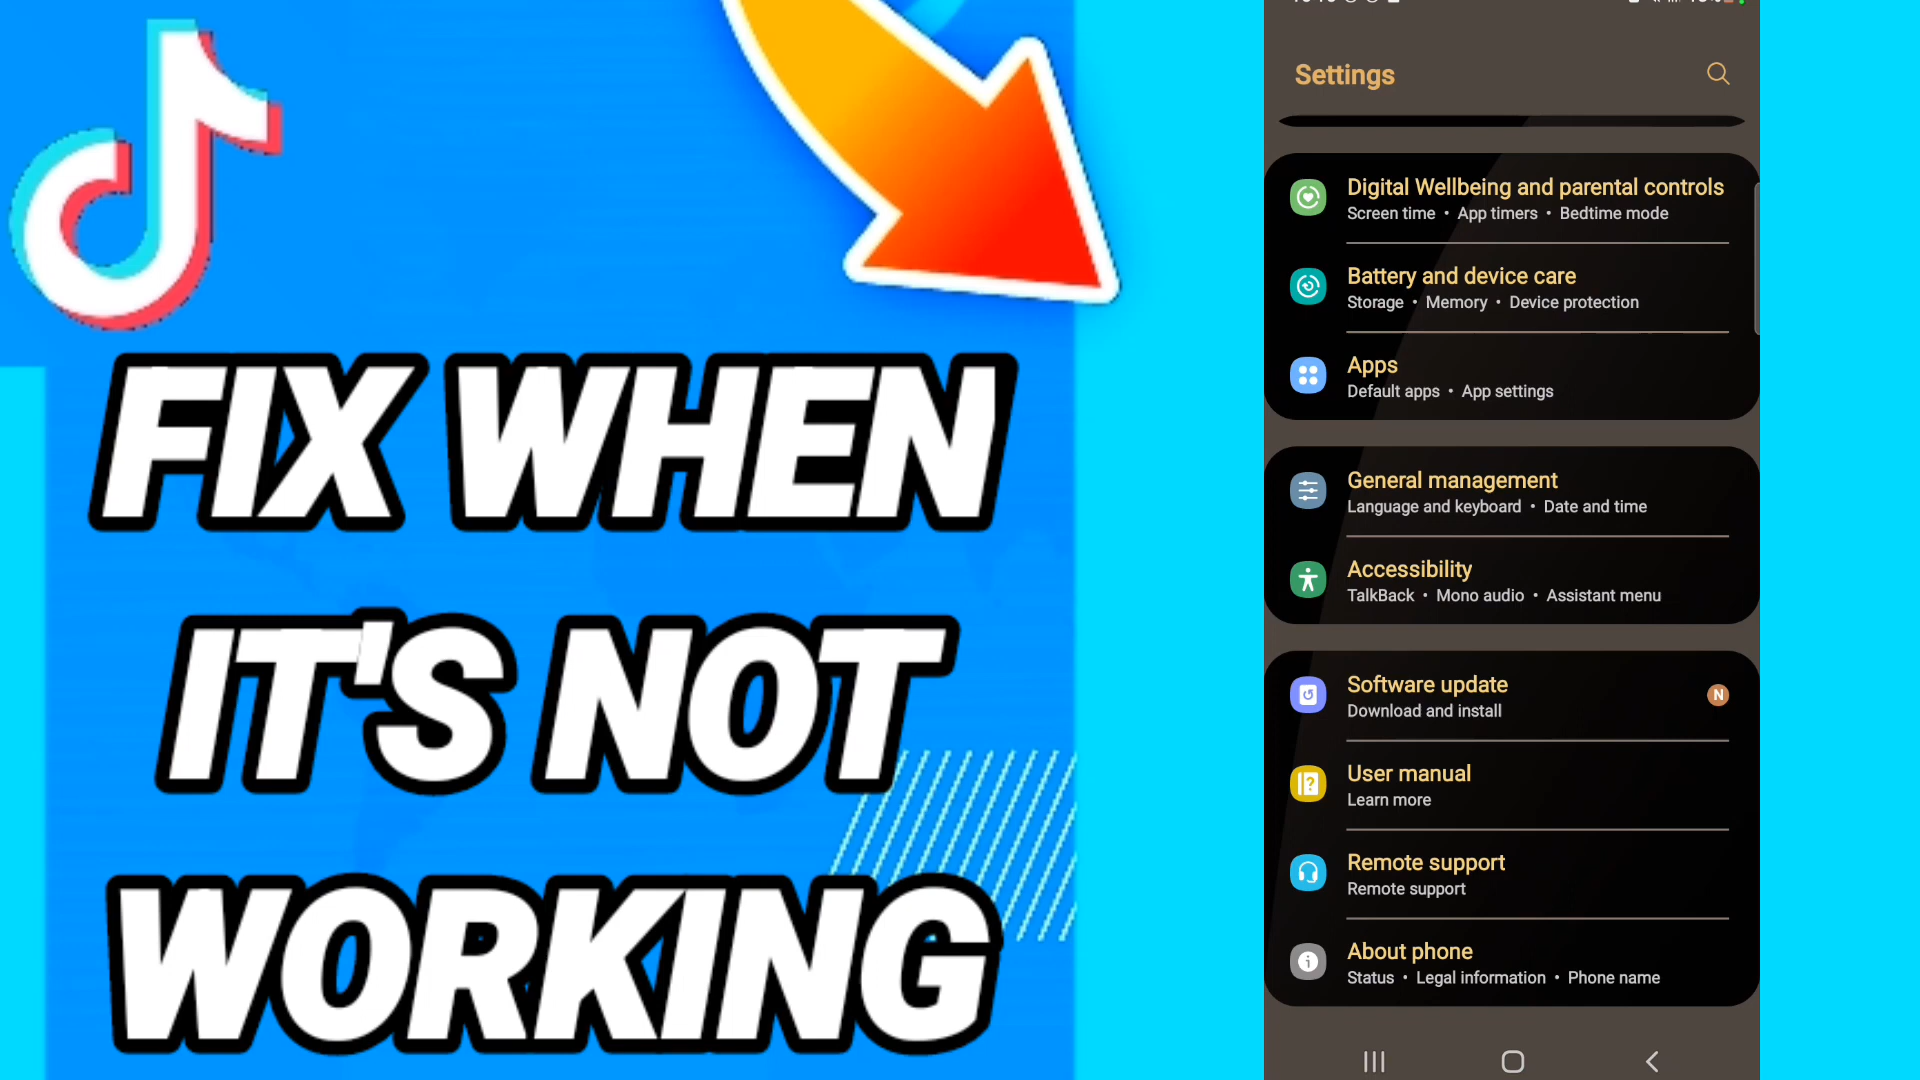 FIX WHEN
IT'S NOT
WORKING
Settings
Digital Wellbeing and parental controls
Screen time • App timers • Bedtime mode
Battery and device care
Storage • Memory • Device protection
Apps
Default apps • App settings
General management
Language and keyboard • Date and time
Accessibility
TalkBack • Mono audio • Assistant menu
Software update
N
Download and install
User manual
Learn more
Remote support
Remote support
About phone
Status • Legal information • Phone name